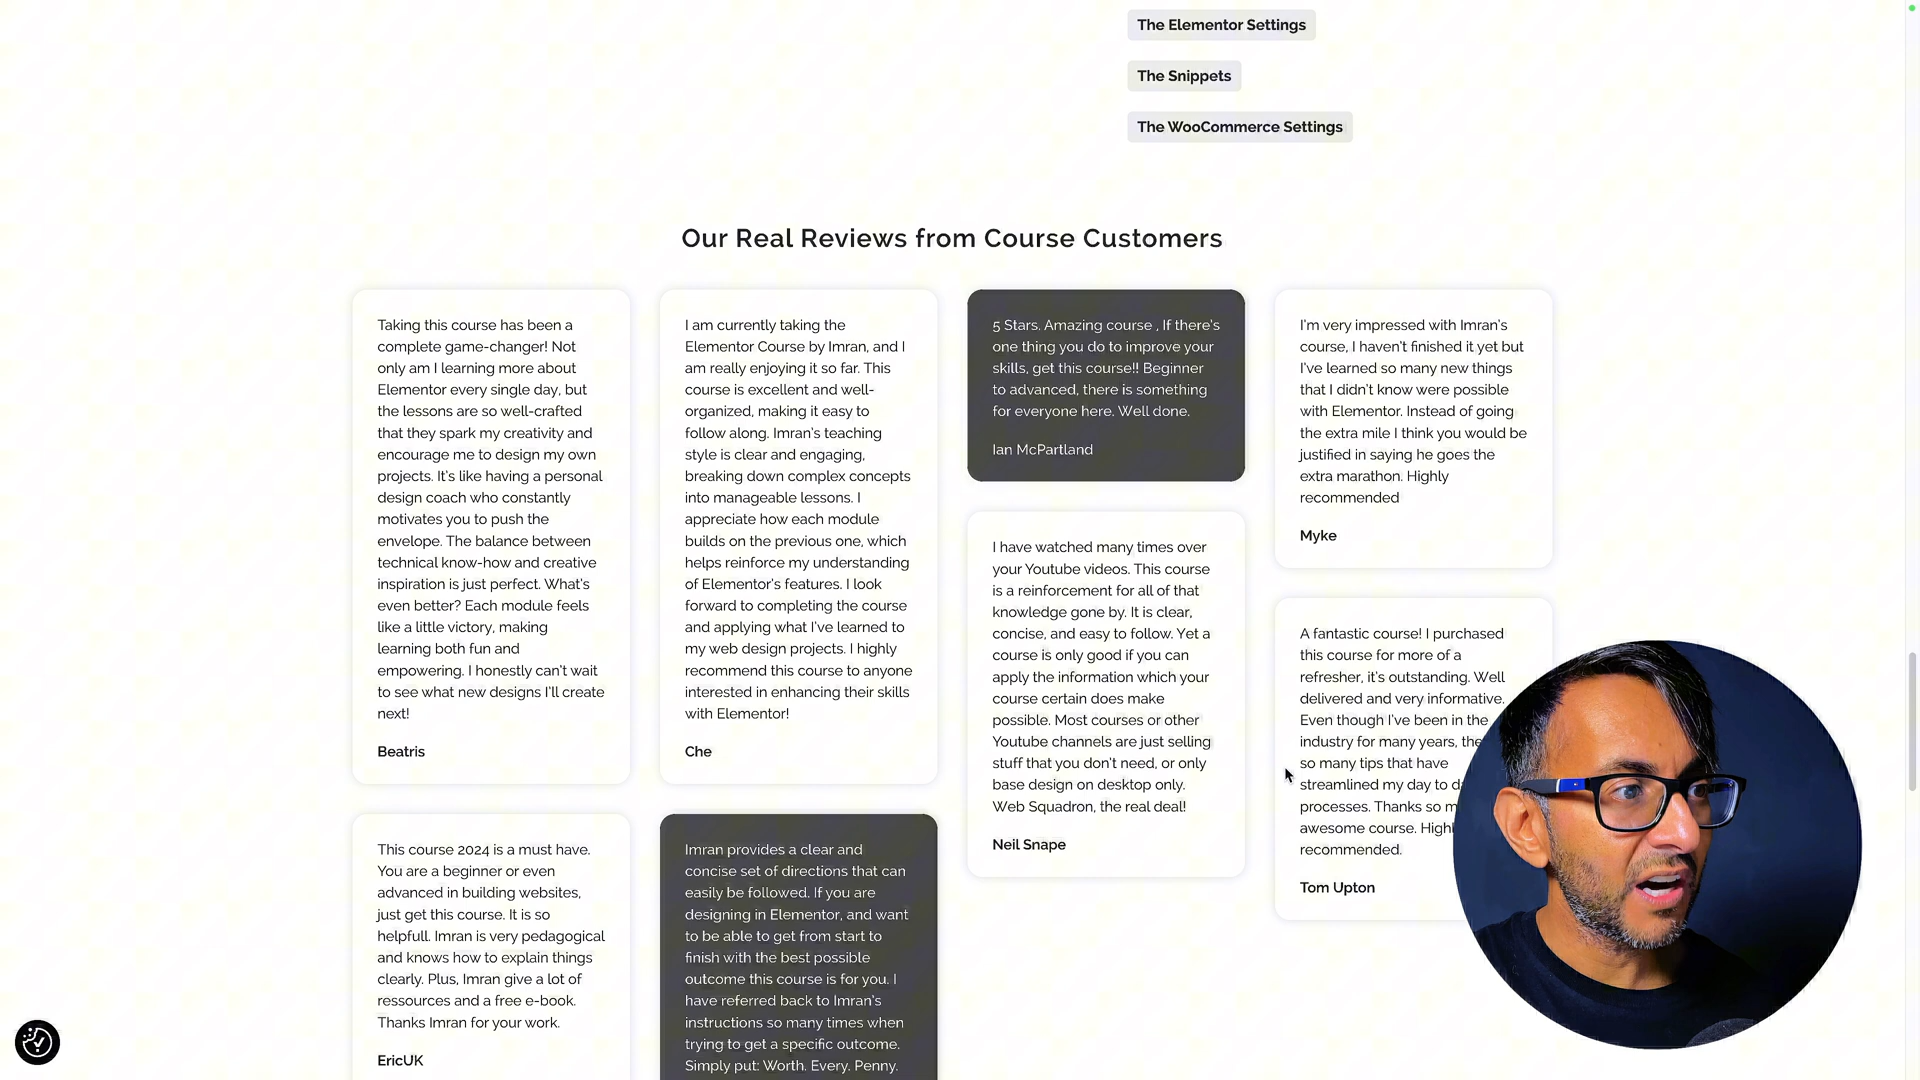 The Elementor Settings
The Snippets
The WooCommerce Settings
Our Real Reviews from Course Customers
Taking this course has been a
complete game-changer! Not
only am I learning more about
Elementor every single day, but
the lessons are so well-crafted
that they spark my creativity and
encourage me to design my own
projects. It's like having a personal
design coach who constantly
motivates you to push the
envelope. The balance between
technical know-how and creative
inspiration is just perfect. What's
even better? Each module feels
like a little victory, making
learning both fun and
empowering. I honestly can't wait
to see what new designs I'll create
next!
Beatris
This course 2024 is a must have.
You are a beginner or even
advanced in building websites,
just get this course. It is so
helpfull. Imran is very pedagogical
and knows how to explain things
clearly. Plus, Imran give a lot of
ressources and a free e-book.
Thanks Imran for your work.
EricUK
I am currently taking the
Elementor Course by Imran, and I
am really enjoying it so far. This
course is excellent and well-
organized, making it easy to
follow along. Imran's teaching
style is clear and engaging,
breaking down complex concepts
into manageable lessons. I
appreciate how each module
builds on the previous one, which
helps reinforce my understanding
of Elementor's features. I look
forward to completing the course
and applying what I've learned to
my web design projects. I highly
recommend this course to anyone
interested in enhancing their skills
with Elementor!
Che
Imran provides a clear and
concise set of directions that can
easily be followed. If you are
designing in Elementor, and want
to be able to get from start to
finish with the best possible
outcome this course is for you. I
have referred back to Imran's
instructions so many times when
trying to get a specific outcome.
Simply put: Worth. Every. Penny.
5 Stars. Amazing course , If there's
one thing you do to improve your
skills, get this course!! Beginner
to advanced, there is something
for everyone here. Well done.
Ian McPartland
I have watched many times over
your Youtube videos. This course
is a reinforcement for all of that
knowledge gone by. It is clear,
concise, and easy to follow. Yet a
course is only good if you can
apply the information which your
course certain does make
possible. Most courses or other
Youtube channels are just selling
stuff that you don't need, or only
base design on desktop only.
Web Squadron, the real deal!
Neil Snape
I'm very impressed with Imran's
course, I haven't finished it yet but
I've learned so many new things
that I didn't know were possible
with Elementor. Instead of going
the extra mile I think you would be
justified in saying he goes the
extra marathon. Highly
recommended
Myke
A fantastic course! I purchased
this course for more of a
refresher, it's outstanding. Well
delivered and very informative.
Even though I've been in the
industry for many years,
so many tips that have
streamlined my day to
processes. Thanks so
awesome course.
recommended.
Tom Upton